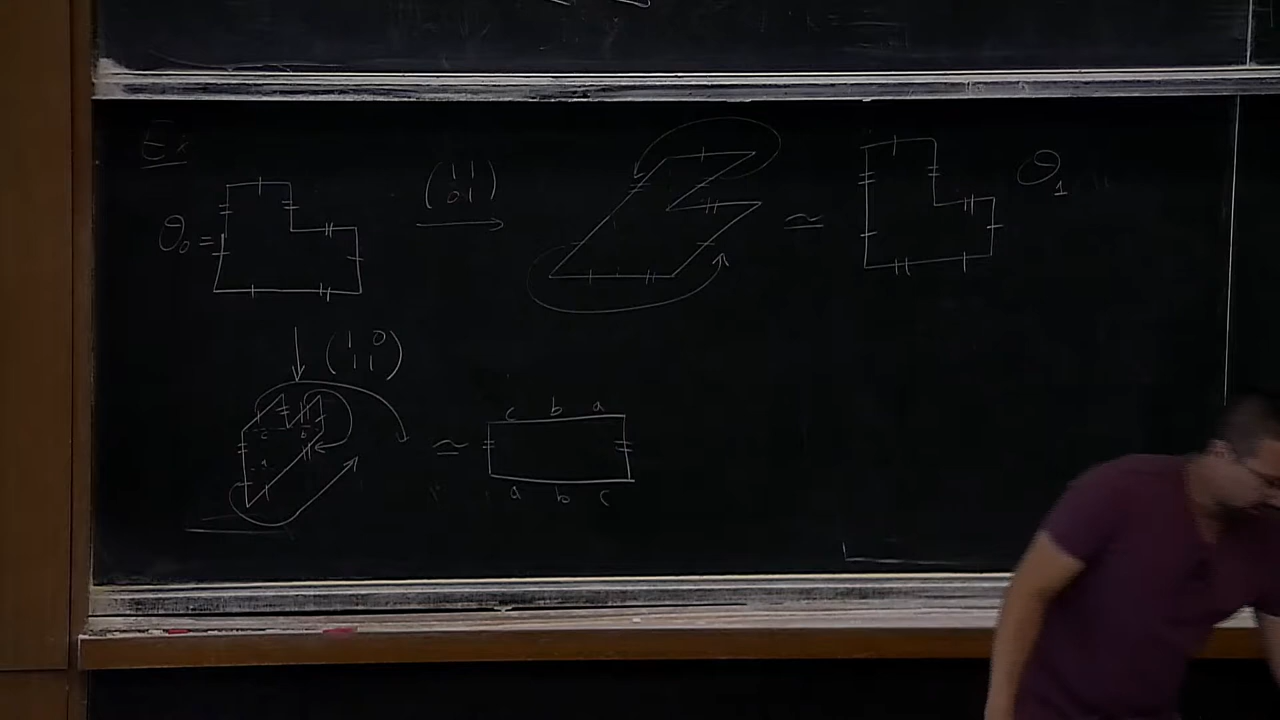 Ex
O₀ =
( 1 1
0 1 )
≃
O₁
( 1 0
1 1 )
c b
≃
c b a
a b c